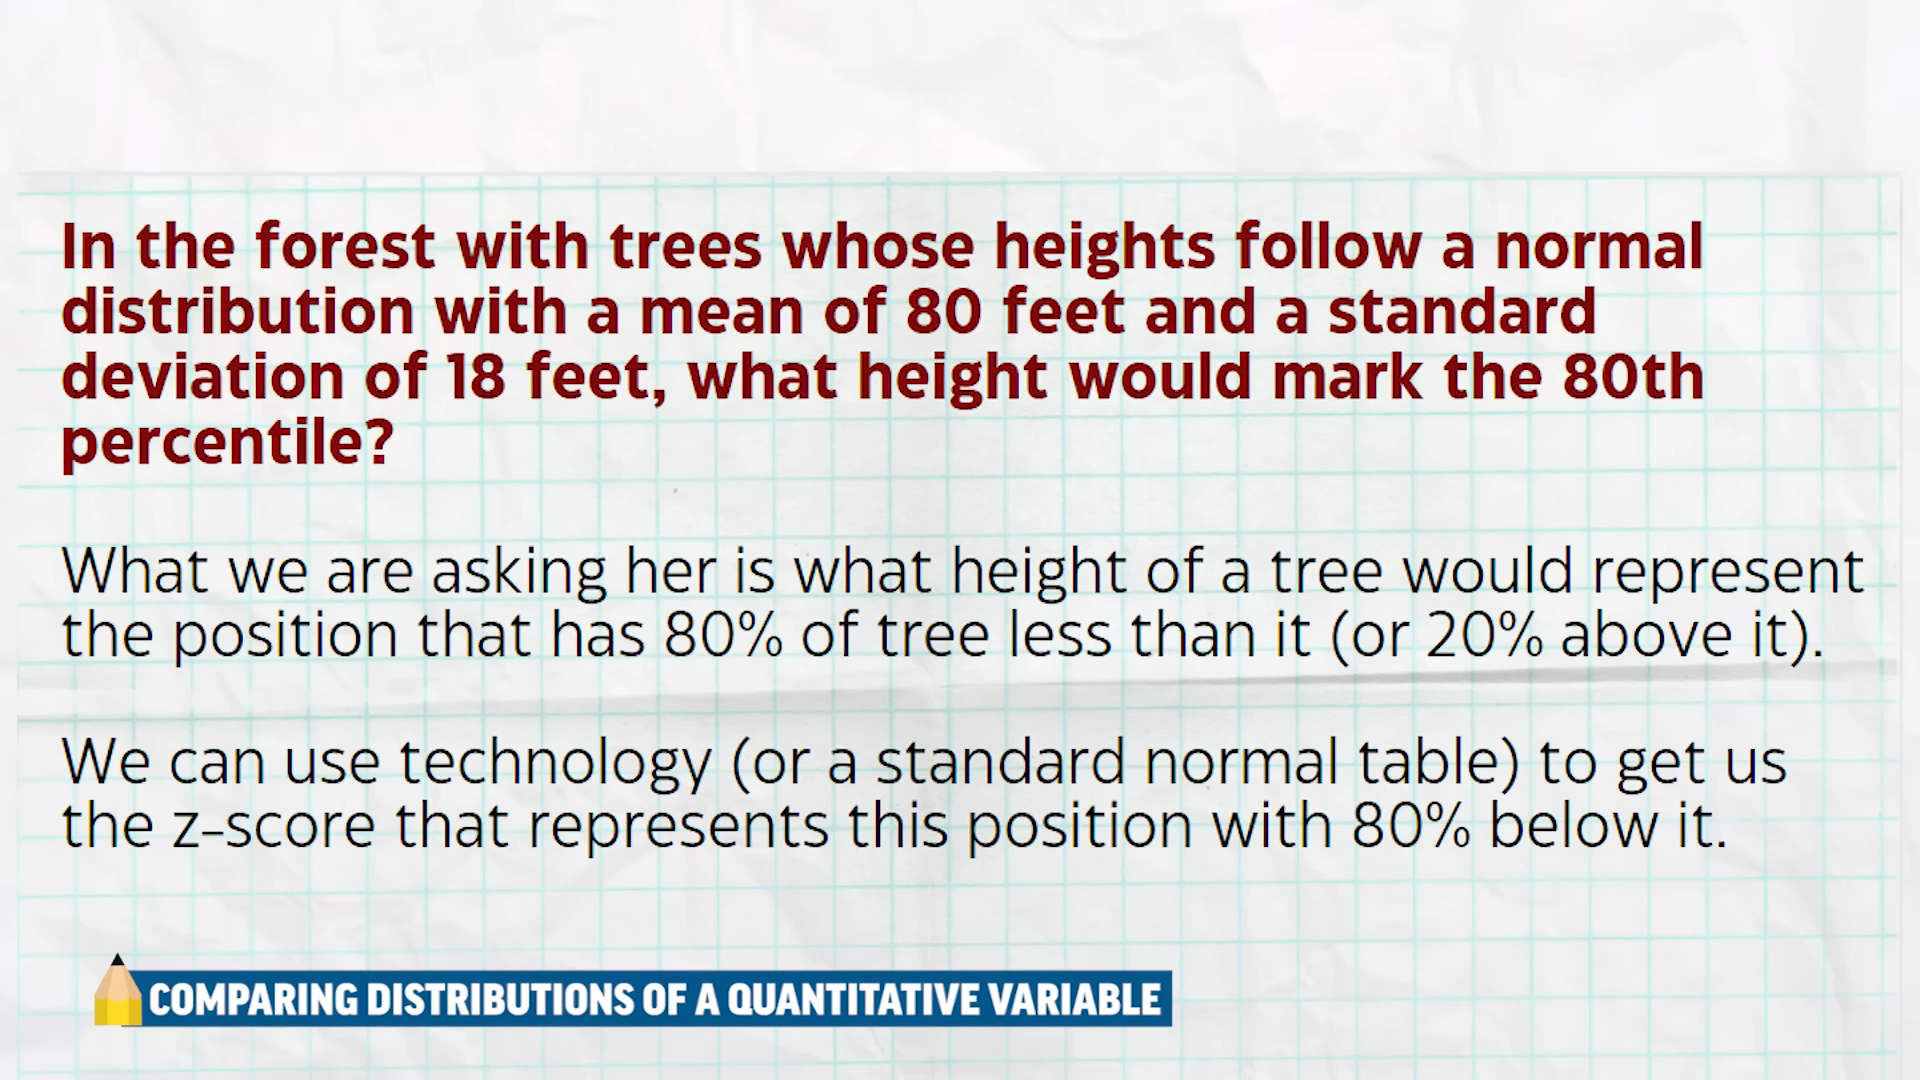 In the forest with trees whose heights follow a normal
distribution with a mean of 80 feet and a standard
deviation of 18 feet, what height would mark the 80th
percentile?
What we are asking her is what height of a tree would represent
the position that has 80% of tree less than it (or 20% above it).
We can use technology (or a standard normal table) to get us
the z-score that represents this position with 80% below it.
COMPARING DISTRIBUTIONS OF A QUANTITATIVE VARIABLE